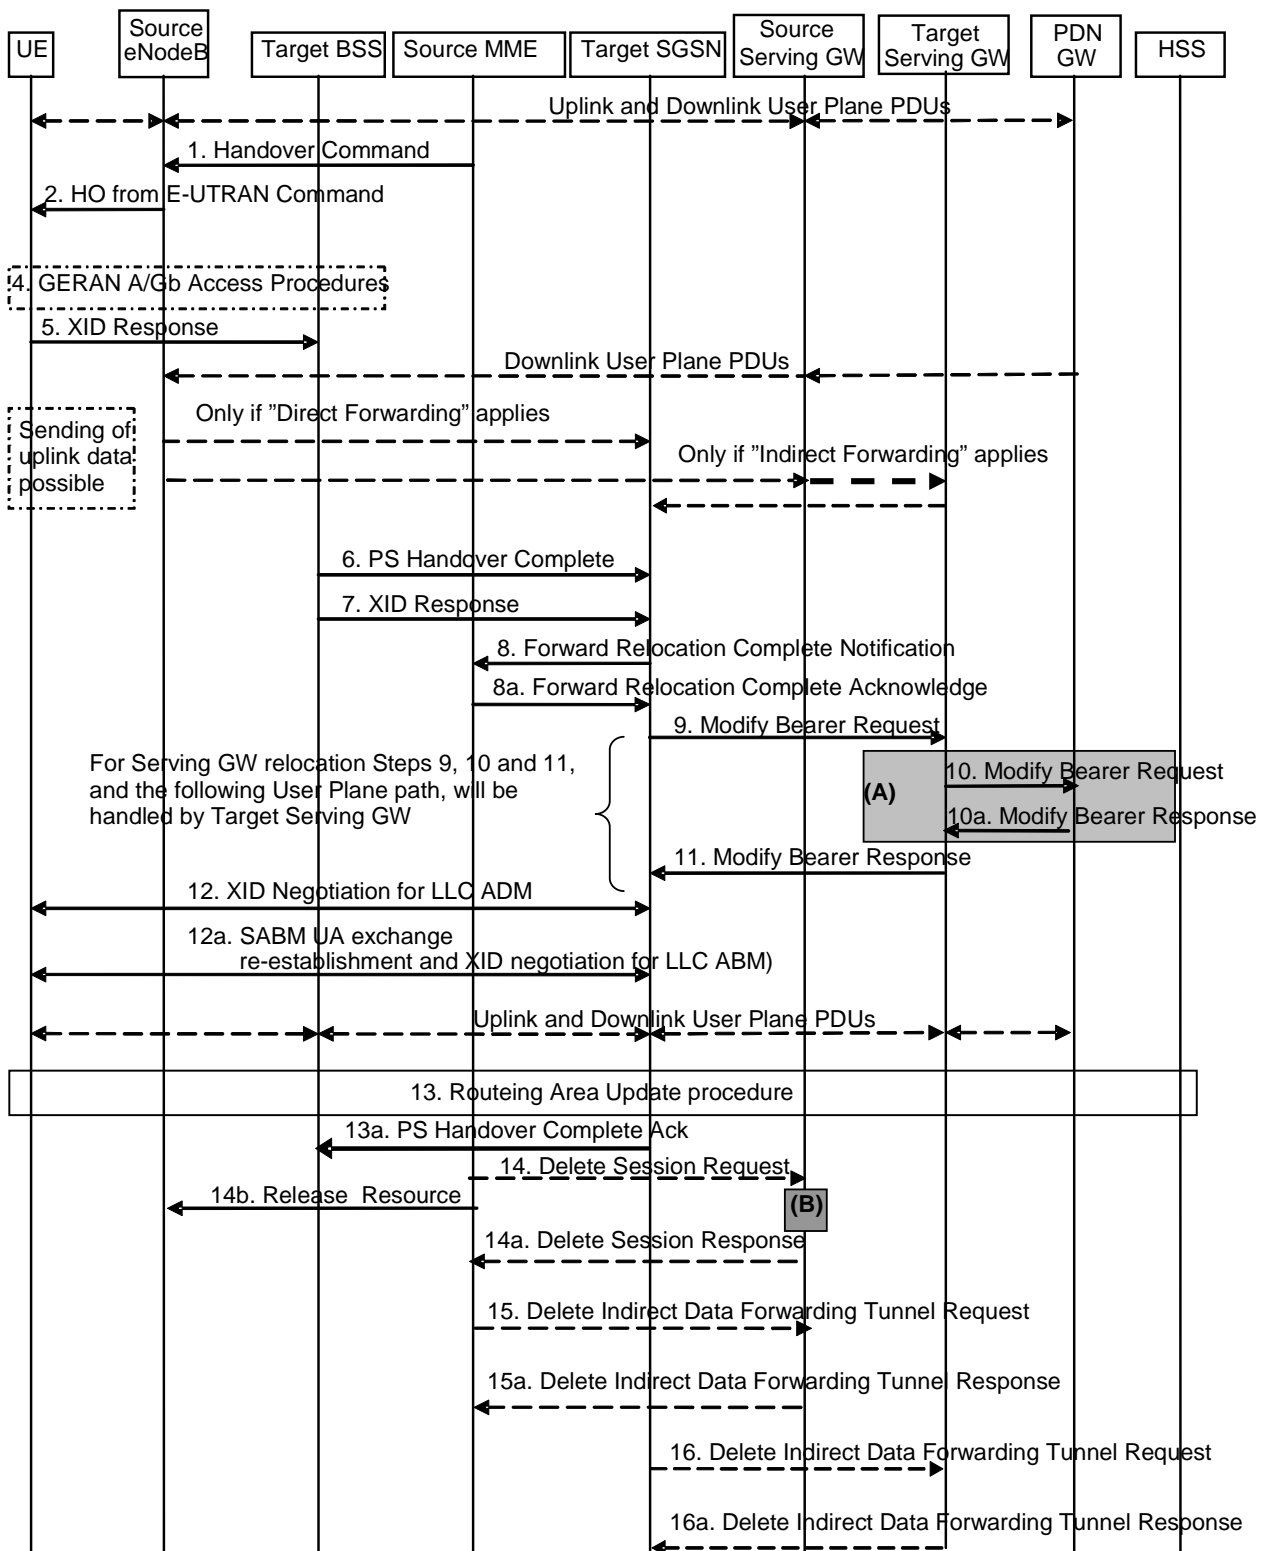 UE
Source
eNodeB
Target BSS
Source MME
Target SGSN
Source
Serving GW
Target
Serving GW
PDN
GW
HSS
Uplink and Downlink User Plane PDUs
1. Handover Command
2. HO from E-UTRAN Command
4. GERAN A/Gb Access Procedures
5. XID Response
Downlink User Plane PDUs
Only if ”Direct Forwarding” applies
Sending of
uplink data
possible
Only if ”Indirect Forwarding” applies
6. PS Handover Complete
7. XID Response
8. Forward Relocation Complete Notification
8a. Forward Relocation Complete Acknowledge
9. Modify Bearer Request
For Serving GW relocation Steps 9, 10 and 11,
and the following User Plane path, will be
handled by Target Serving GW
(A)
10. Modify Bearer Request
10a. Modify Bearer Response
11. Modify Bearer Response
12. XID Negotiation for LLC ADM
12a. SABM UA exchange
re-establishment and XID negotiation for LLC ABM)
Uplink and Downlink User Plane PDUs
13. Routeing Area Update procedure
13a. PS Handover Complete Ack
14. Delete Session Request
14b. Release Resource
(B)
14a. Delete Session Response
15. Delete Indirect Data Forwarding Tunnel Request
15a. Delete Indirect Data Forwarding Tunnel Response
16. Delete Indirect Data Forwarding Tunnel Request
16a. Delete Indirect Data Forwarding Tunnel Response